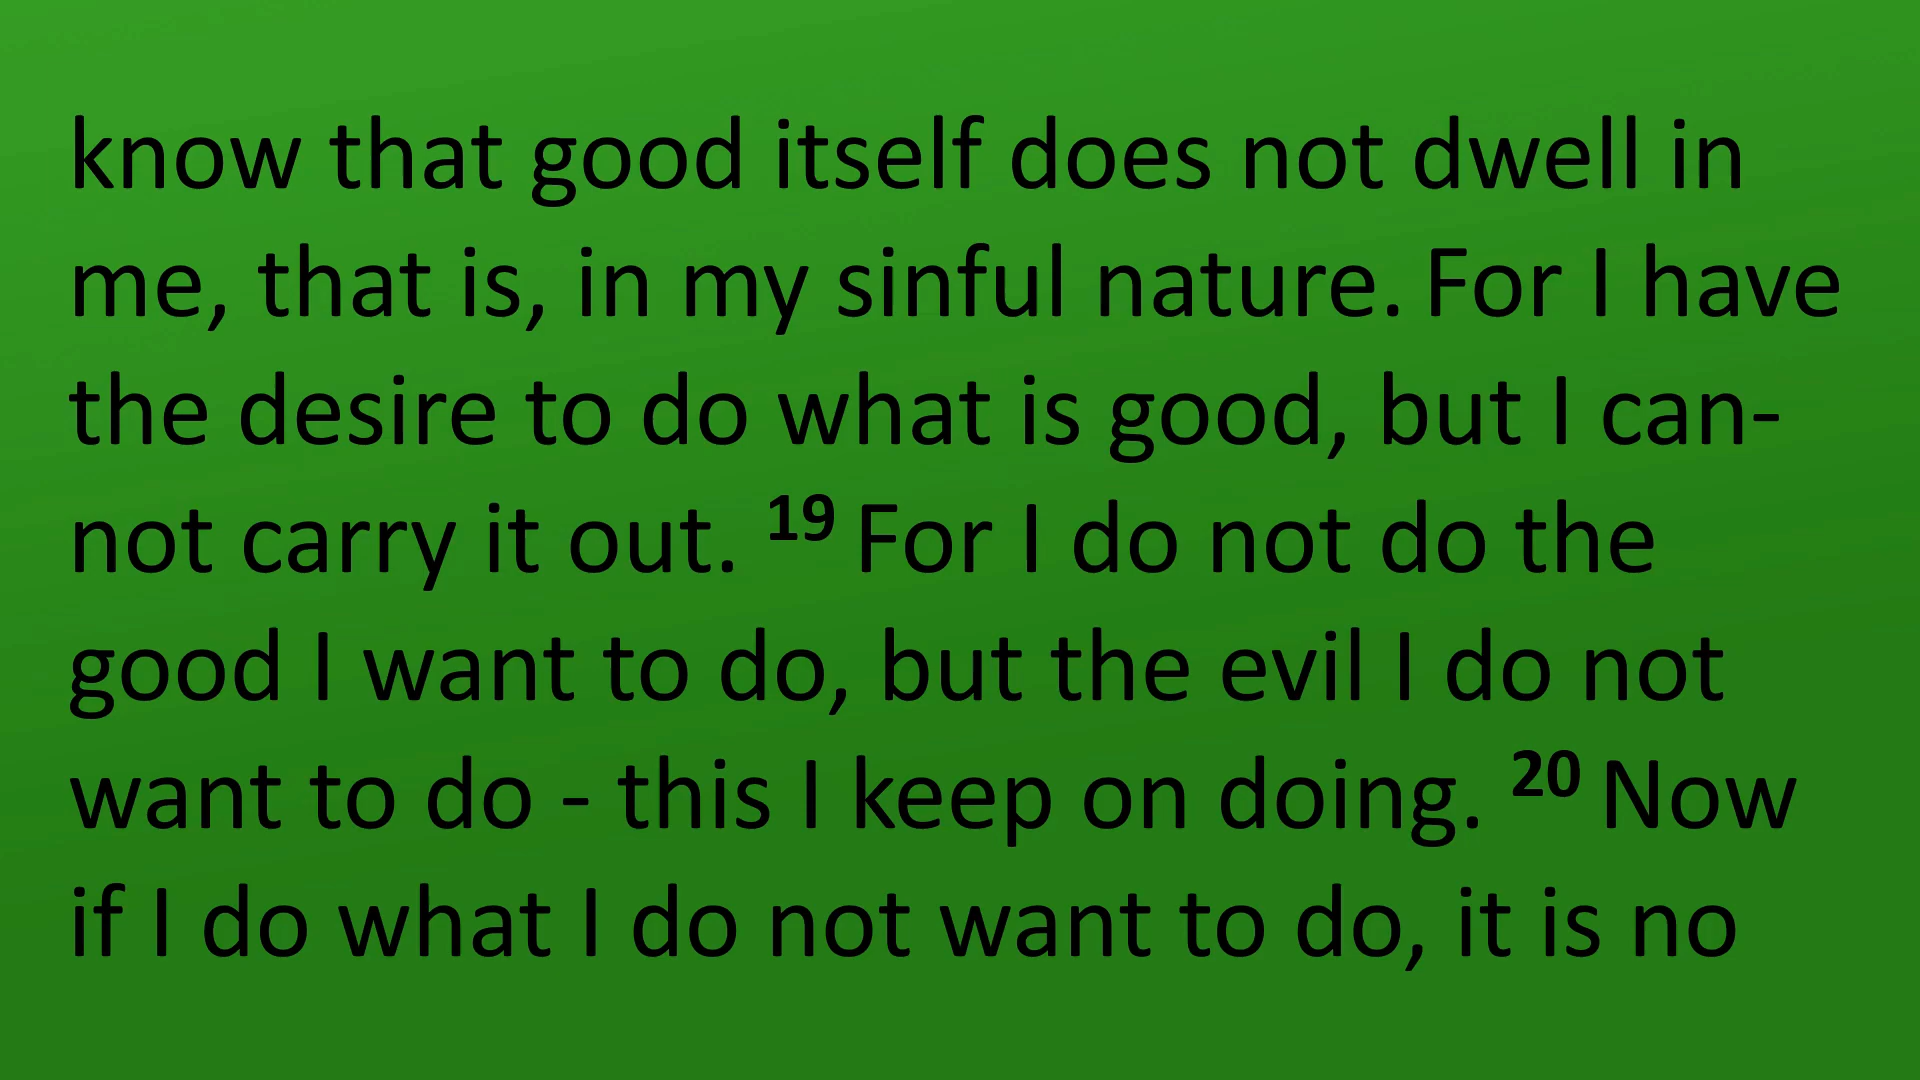 know that good itself does not dwell in
me, that is, in my sinful nature. For I have
the desire to do what is good, but I can-
not carry it out. 19 For I do not do the
good I want to do, but the evil I do not
want to do - this I keep on doing. 20 Now
if I do what I do not want to do, it is no